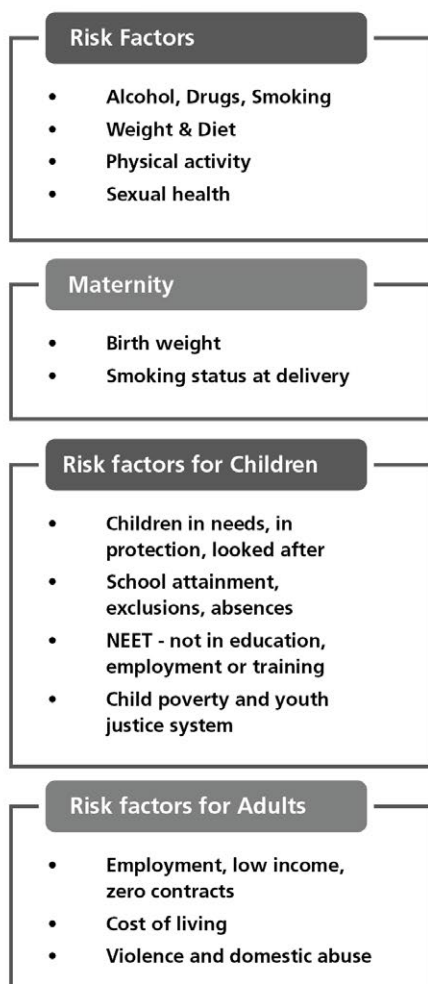 Risk Factors
• Alcohol, Drugs, Smoking
• Weight & Diet
• Physical activity
• Sexual health
Maternity
• Birth weight
• Smoking status at delivery
Risk factors for Children
• Children in needs, in
protection, looked after
• School attainment,
exclusions, absences
• NEET - not in education,
employment or training
• Child poverty and youth
justice system
Risk factors for Adults
• Employment, low income,
zero contracts
• Cost of living
• Violence and domestic abuse